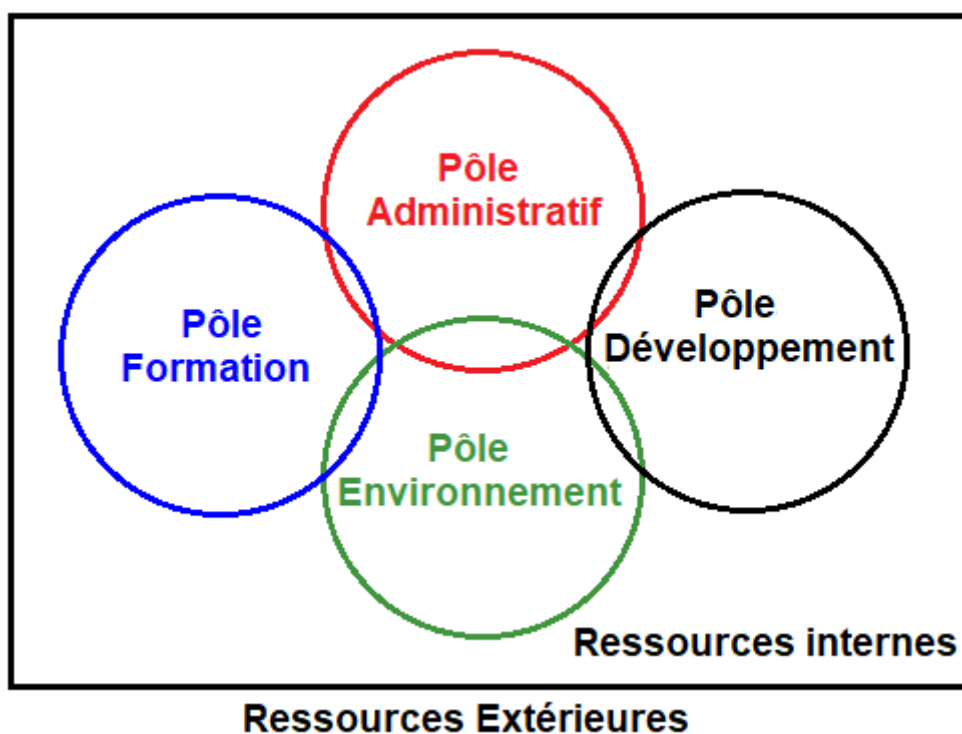 Pôle
Administratif
Pôle
Formation
Pôle
Développement
Pôle
Environnement
Ressources internes
Ressources Extérieures